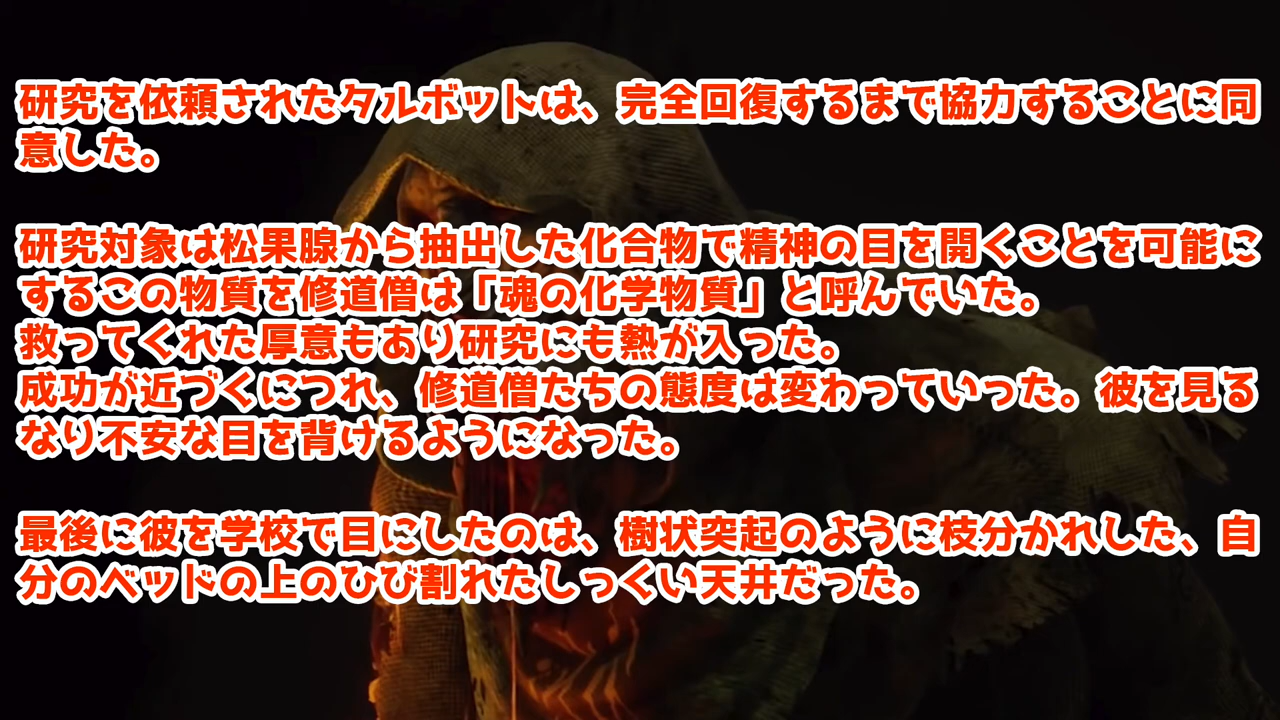 研究を依頼されたタルボットは、完全回復するまで協力することに同
意した。
研究対象は松果腺から抽出した化合物で精神の目を開くことを可能に
するこの物質を修道僧は「魂の化学物質」と呼んでいた。
救ってくれた厚意もあり研究にも熱が入った。
成功が近づくにつれ、修道僧たちの態度は変わっていった。彼を見る
なり不安な目を背けるようになった。
最後に彼を学校で目にしたのは、樹状突起のように枝分かれした、自
分のベッドの上のひび割れたしっくい天井だった。